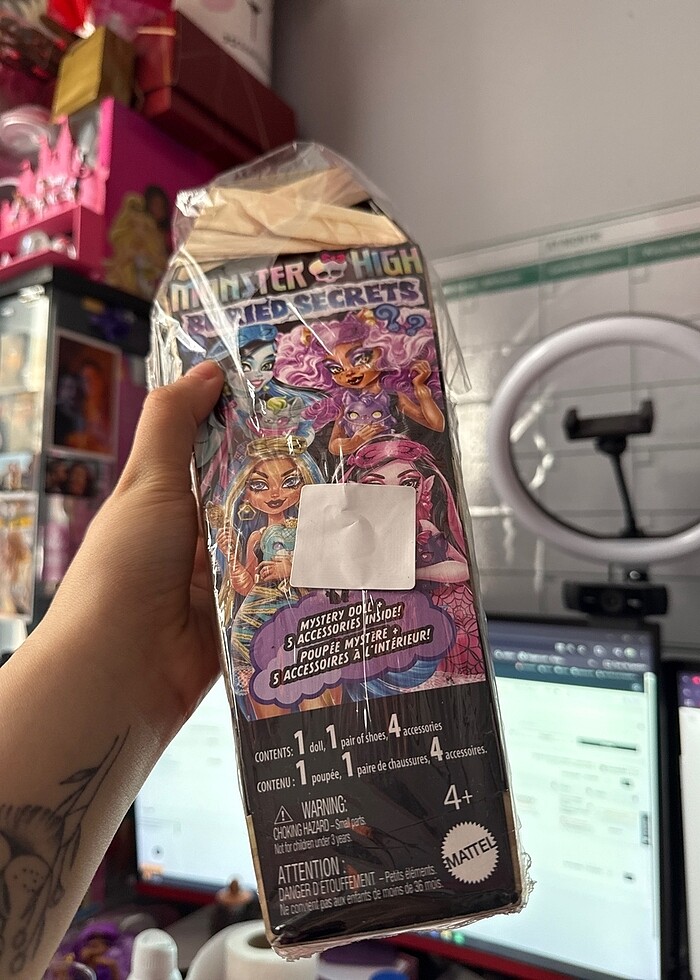 MONSTER HIGH
BURIED SECRETS
??
MYSTERY DOLL +
5 ACCESSORIES INSIDE!
POUPÉE MYSTÈRE +
5 ACCESSOIRES À L'INTÉRIEUR!
CONTENTS: 1 doll, 1 pair of shoes, 4 accessories
CONTENU : 1 poupée, 1 paire de chaussures, 4 accessoires.
WARNING:
CHOKING HAZARD – Small parts.
Not for children under 3 years.
4+
ATTENTION :
DANGER D'ÉTOUFFEMENT – Petits éléments.
Ne convient pas aux enfants de moins de 36 mois.
MATTEL